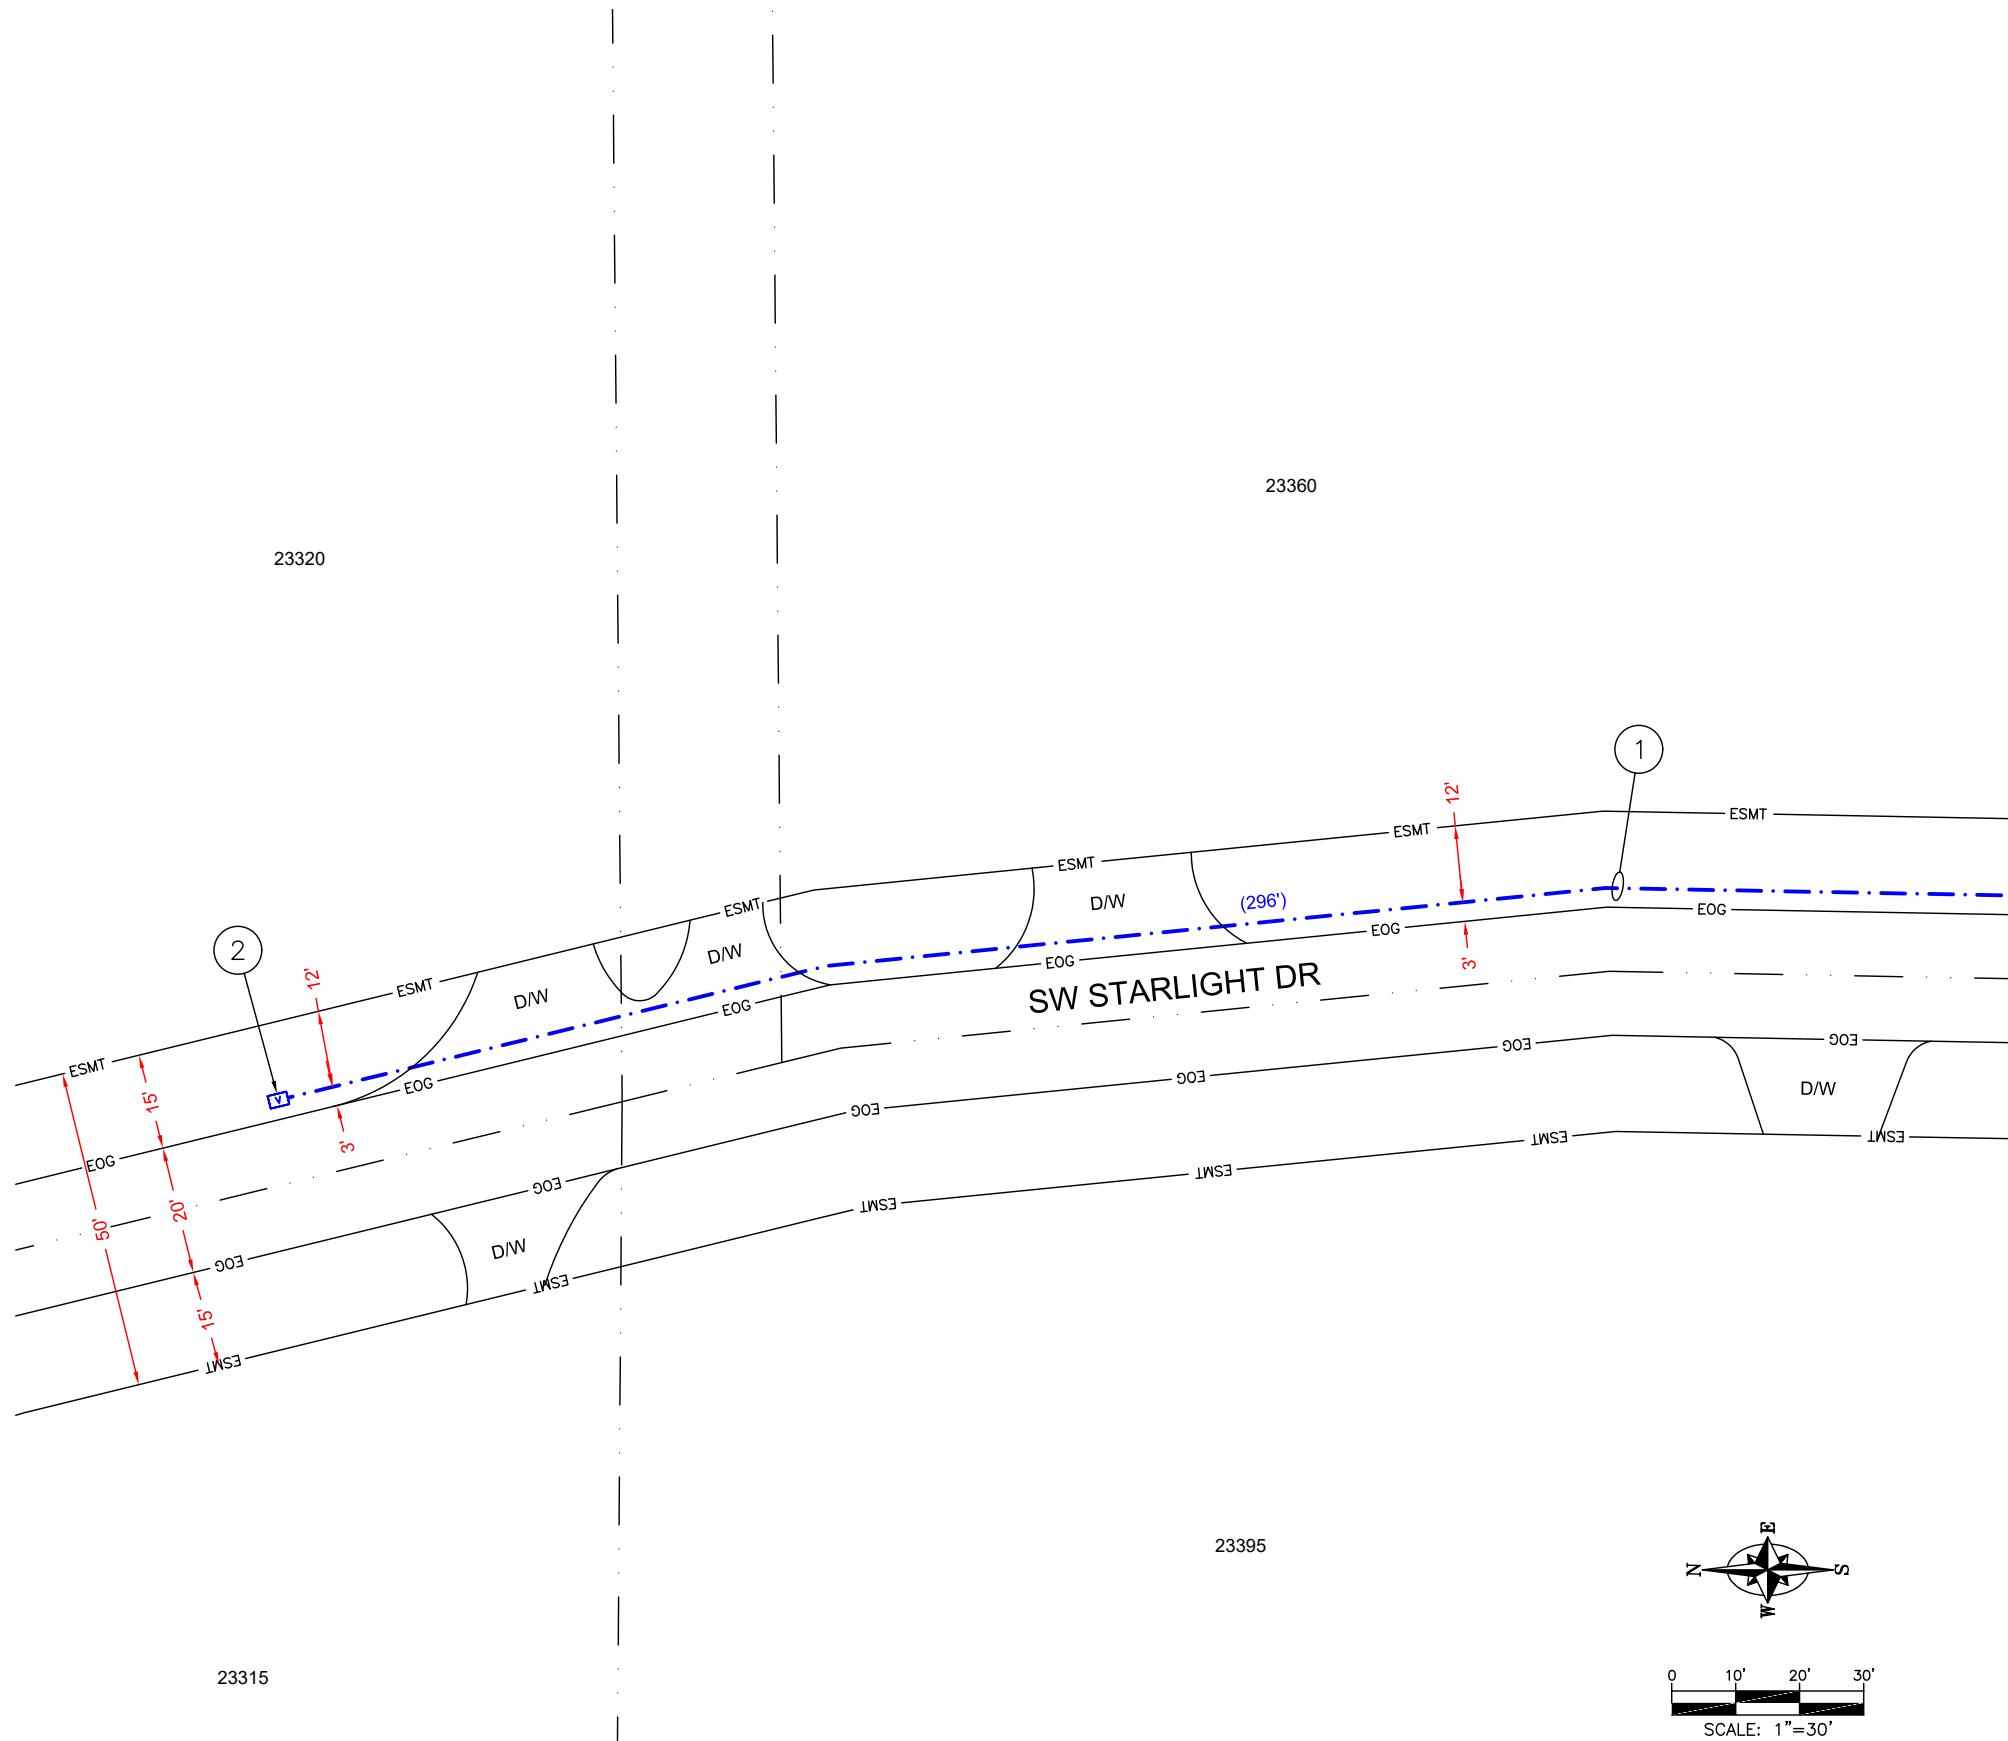 23360
23320
1
12'
ESMT
ESMT
ESMT
D/W
(296')
ESMT
EOG
EOG
2
D/W
EOG
3'
12'
ESMT
D/W
SW STARLIGHT DR
EOG
ESMT
15'
EOG
EOG
EOG
EOG
D/W
3'
EOG
EOG
ESMT
ESMT
ESMT
EOG
20'
ESMT
50'
D/W
EOG
ESMT
15'
ESMT
E
N
S
W
23395
23315
0 10' 20' 30'
SCALE: 1"=30'
V